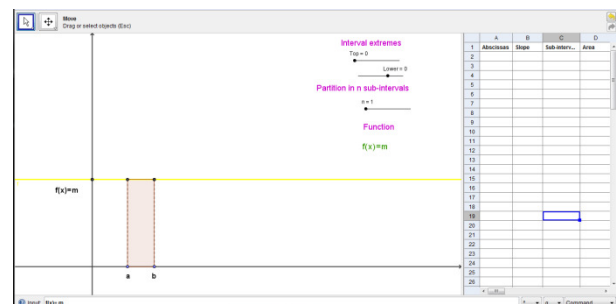 Move
Drag or select objects (Esc)
Interval extremes
Top = 0
Lower = 0
Partition in n sub-intervals
n = 1
Function
f(x)=m
f(x)=m
a b
A B C D
1 Abscissas Slope Sub-interv... Area
2
3
4
5
6
7
8
9
10
11
12
13
14
15
16
17
18
19
20
21
22
23
24
25
26
Input:
Command